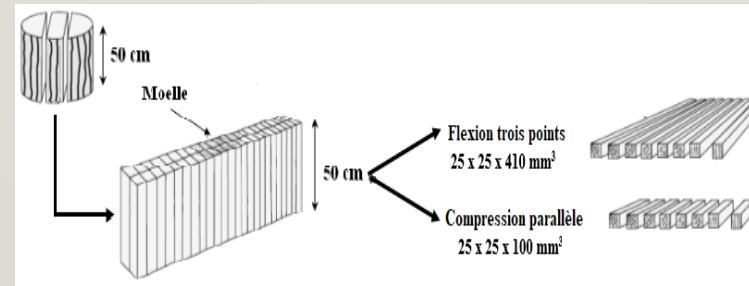 50 cm
Moelle
50 cm
Flexion trois points
25 x 25 x 410 mm³
Compression parallèle
25 x 25 x 100 mm³